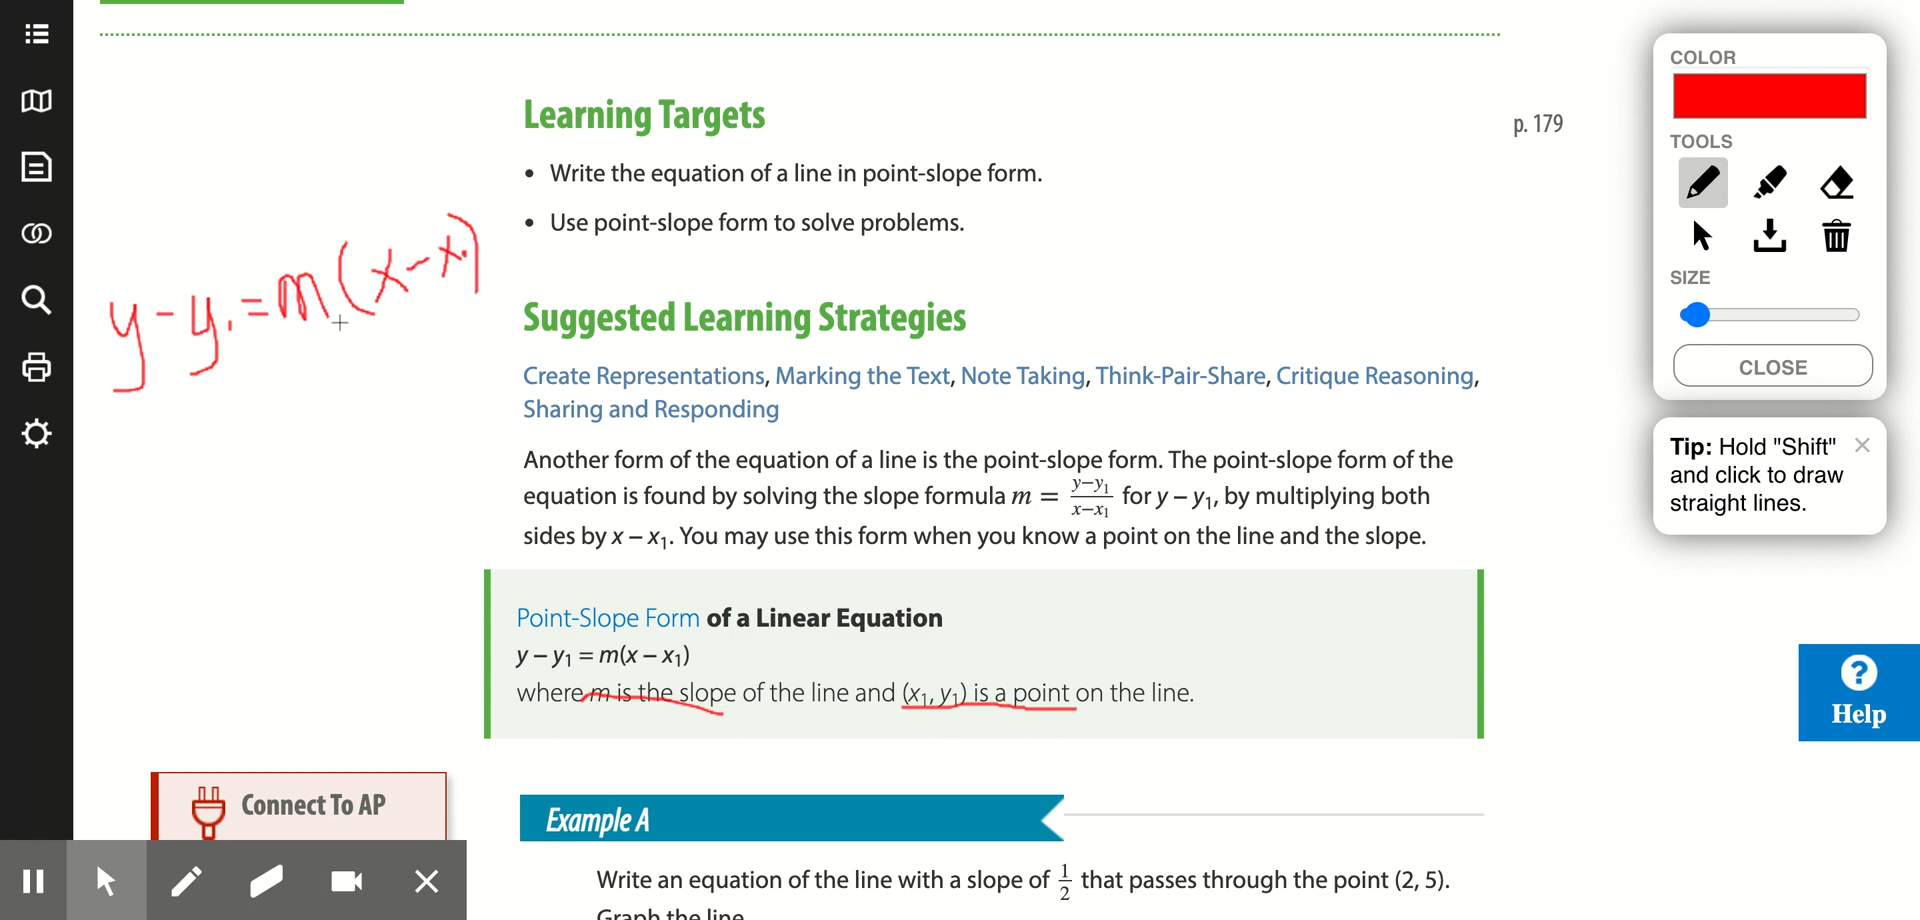 Learning Targets
p. 179
• Write the equation of a line in point-slope form.
• Use point-slope form to solve problems.
y - y₁ = m(x - x₁)
Suggested Learning Strategies
Create Representations, Marking the Text, Note Taking, Think-Pair-Share, Critique Reasoning,
Sharing and Responding
Another form of the equation of a line is the point-slope form. The point-slope form of the
equation is found by solving the slope formula m = (y−y₁)/(x−x₁) for y – y₁, by multiplying both
sides by x – x₁. You may use this form when you know a point on the line and the slope.
Point-Slope Form of a Linear Equation
y – y₁ = m(x – x₁)
where m is the slope of the line and (x₁, y₁) is a point on the line.
Connect To AP
Example A
Write an equation of the line with a slope of 1/2 that passes through the point (2, 5).
Graph the line.
COLOR
TOOLS
SIZE
CLOSE
Tip: Hold "Shift"
and click to draw
straight lines.
?
Help